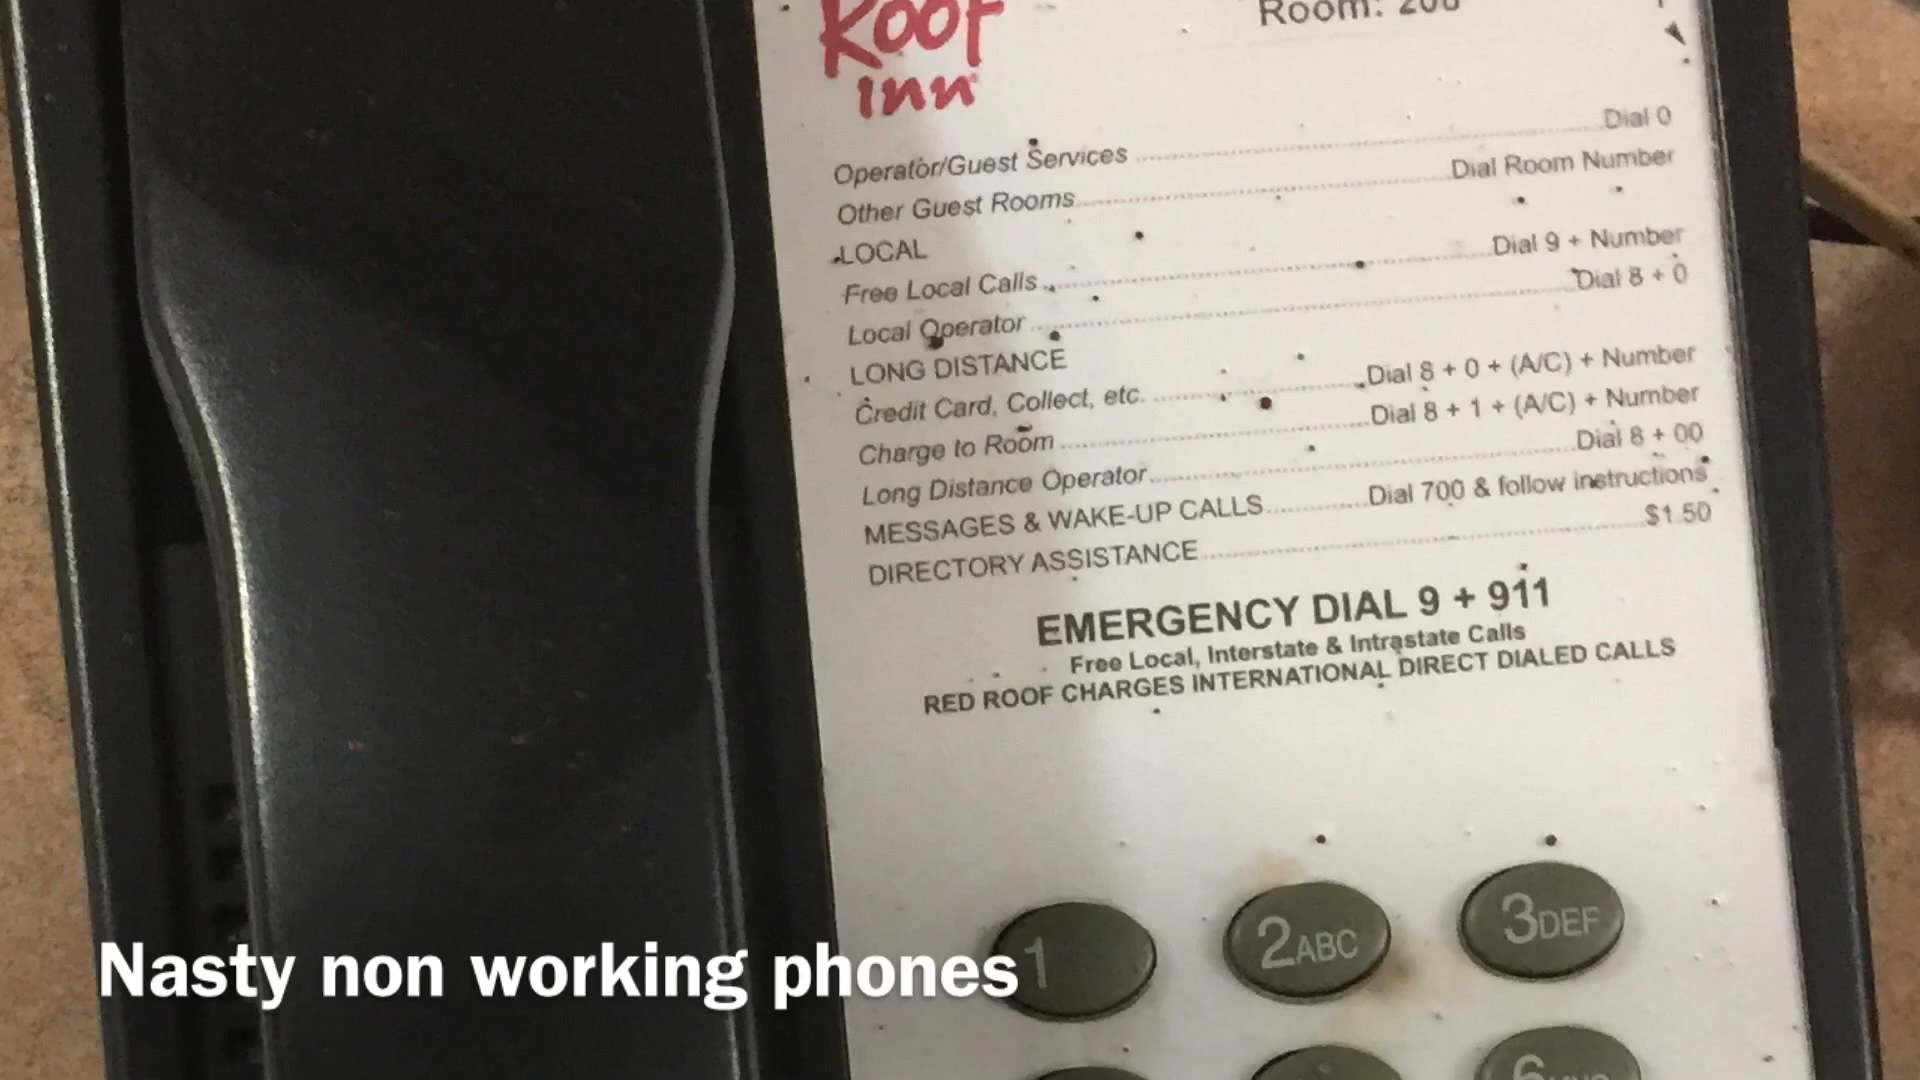 Roof
inn
Room: 208
Operator/Guest Services Dial 0
Other Guest Rooms Dial Room Number
LOCAL
Free Local Calls Dial 9 + Number
Local Operator Dial 8 + 0
LONG DISTANCE
Credit Card, Collect, etc. Dial 8 + 0 + (A/C) + Number
Charge to Room Dial 8 + 1 + (A/C) + Number
Long Distance Operator Dial 8 + 00
MESSAGES & WAKE-UP CALLS Dial 700 & follow instructions
DIRECTORY ASSISTANCE $1.50
EMERGENCY DIAL 9 + 911
Free Local, Interstate & Intrastate Calls
RED ROOF CHARGES INTERNATIONAL DIRECT DIALED CALLS
1 2ABC 3DEF
Nasty non working phones
6